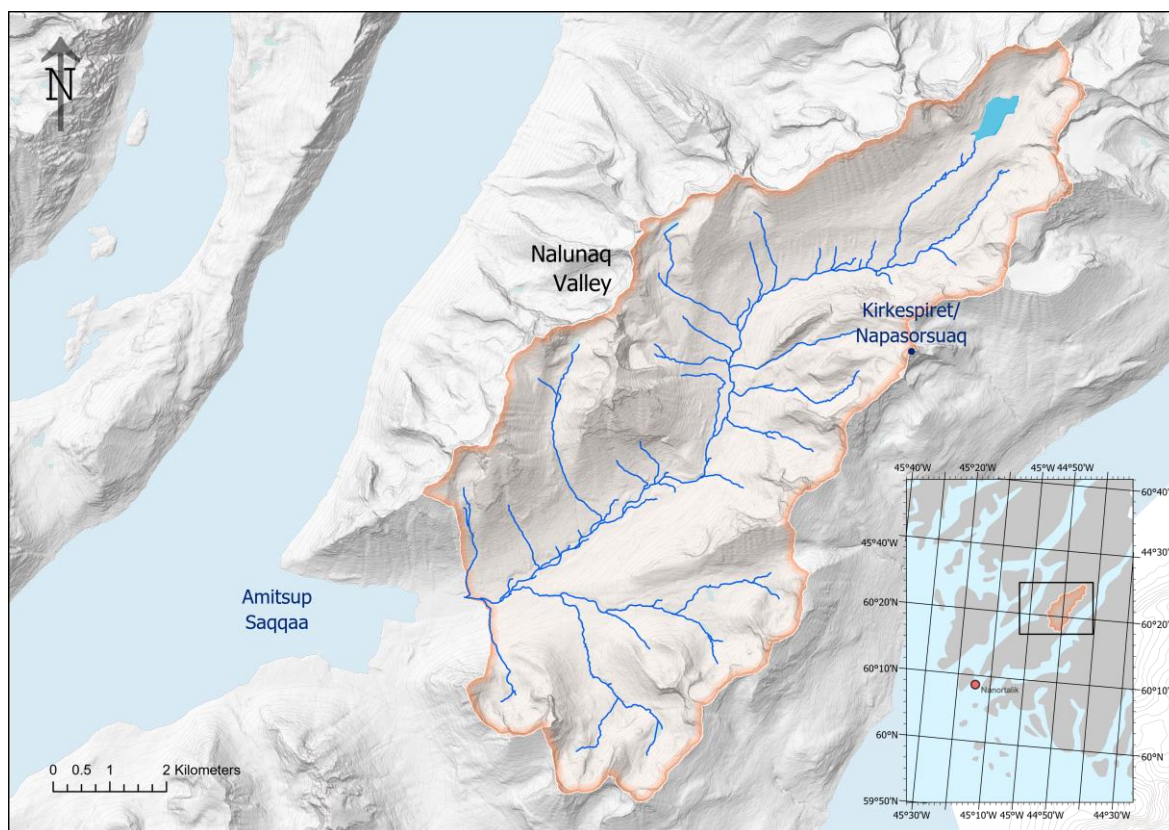 N
Nalunaq
Valley
Kirkespiret/
Napasorsuaq
Amitsup
Saqqaa
0 0.5 1 2 Kilometers
45°40'W 45°20'W 45°W 44°50'W
60°40'N
45°40'W
44°30'W
60°20'N
60°20'N
60°10'N
60°10'N
Nanortalik
60°N
60°N
59°50'N
45°30'W 45°10'W 45°W 44°50'W 44°30'W